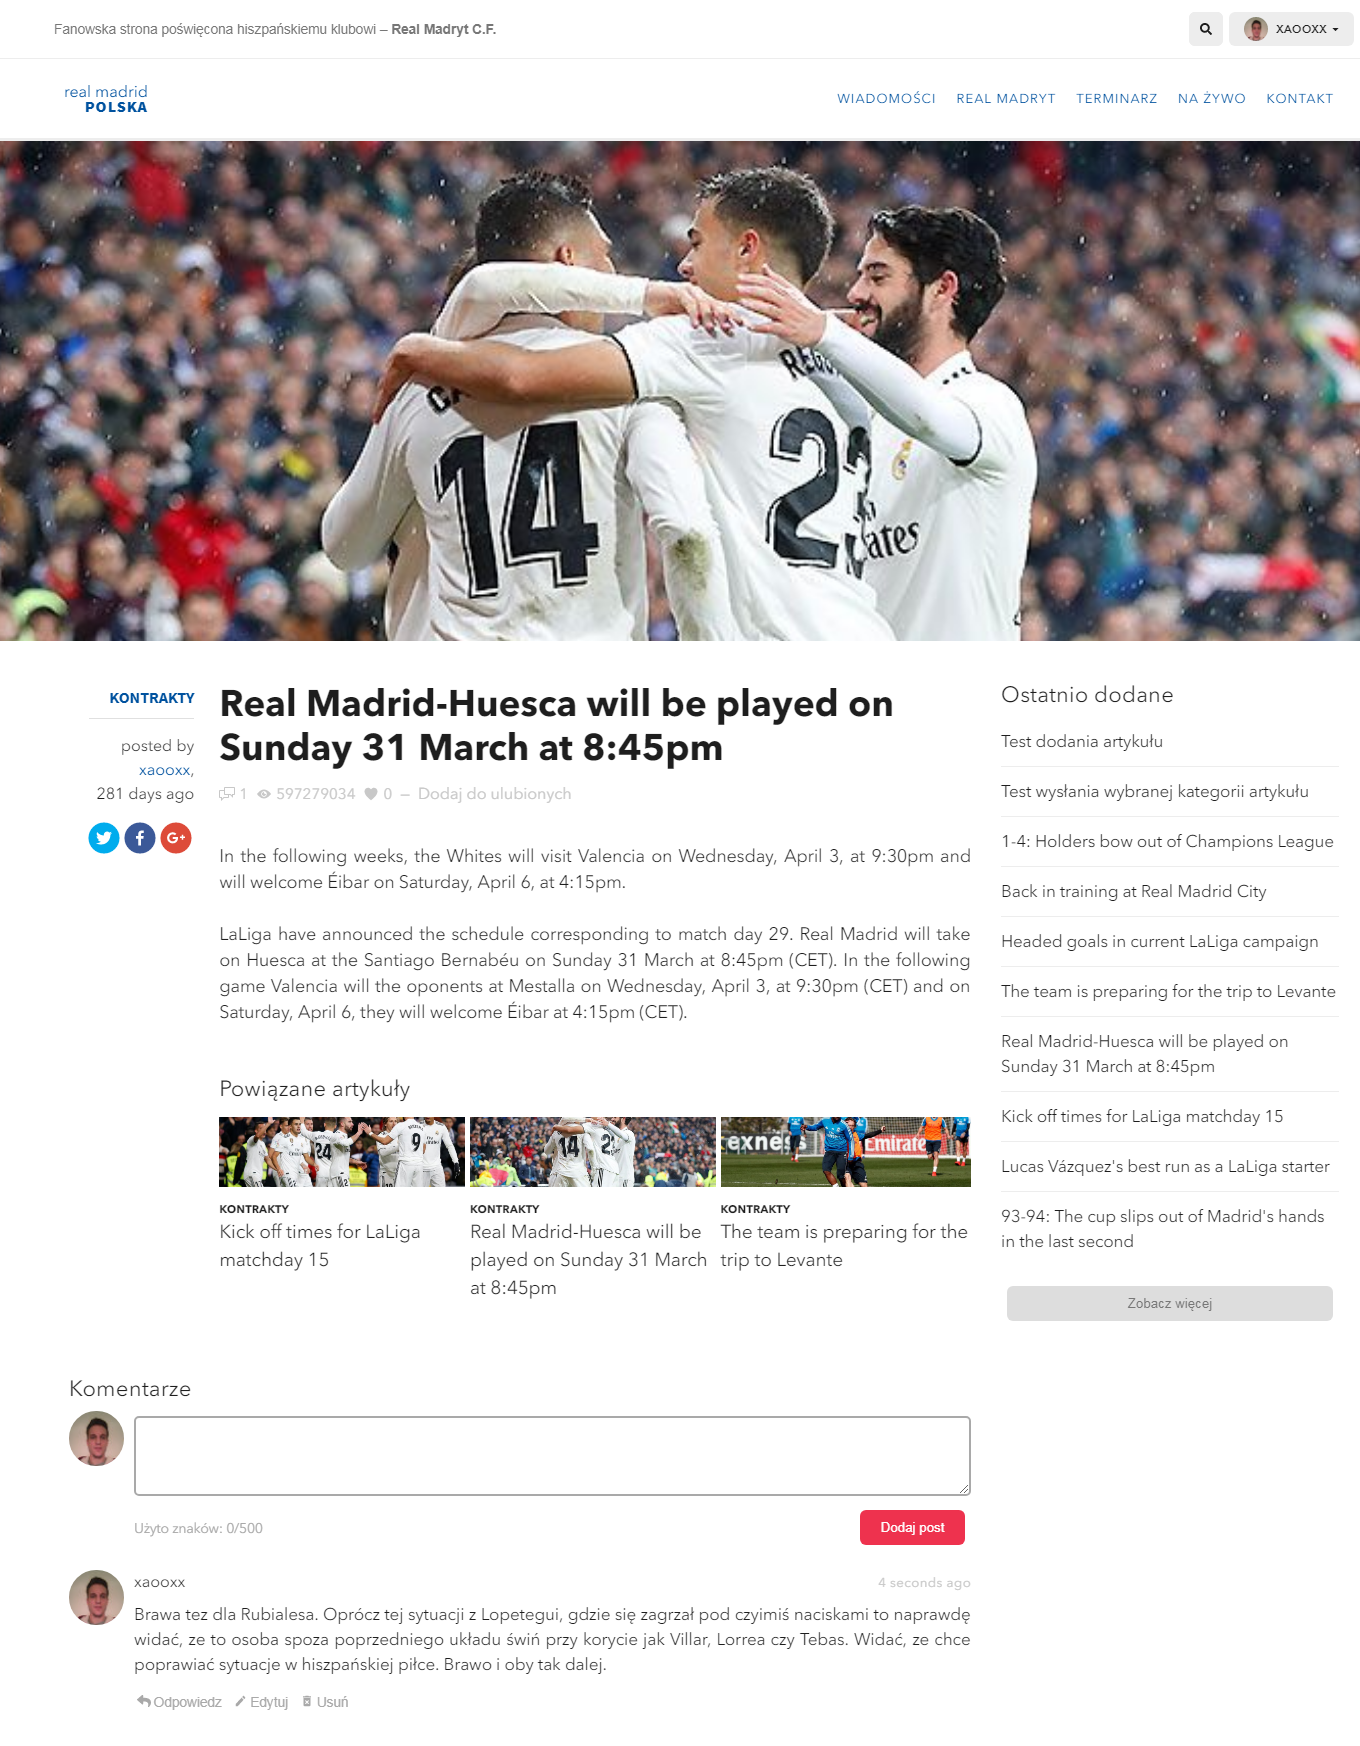 Fanowska strona poświęcona hiszpańskiemu klubowi – Real Madryt C.F.
XAOOXX
real madrid
POLSKA
WIADOMOŚCI REAL MADRYT TERMINARZ NA ŻYWO KONTAKT
14
23
KONTRAKTY
posted by
xaooxx,
281 days ago
Real Madrid-Huesca will be played on
Sunday 31 March at 8:45pm
1 597279034 0 — Dodaj do ulubionych
In the following weeks, the Whites will visit Valencia on Wednesday, April 3, at 9:30pm and
will welcome Éibar on Saturday, April 6, at 4:15pm.
LaLiga have announced the schedule corresponding to match day 29. Real Madrid will take
on Huesca at the Santiago Bernabéu on Sunday 31 March at 8:45pm (CET). In the following
game Valencia will the oponents at Mestalla on Wednesday, April 3, at 9:30pm (CET) and on
Saturday, April 6, they will welcome Éibar at 4:15pm (CET).
Powiązane artykuły
24
9
14
exness
Emirate
KONTRAKTY
Kick off times for LaLiga
matchday 15
KONTRAKTY
Real Madrid-Huesca will be
played on Sunday 31 March
at 8:45pm
KONTRAKTY
The team is preparing for the
trip to Levante
Ostatnio dodane
Test dodania artykułu
Test wysłania wybranej kategorii artykułu
1-4: Holders bow out of Champions League
Back in training at Real Madrid City
Headed goals in current LaLiga campaign
The team is preparing for the trip to Levante
Real Madrid-Huesca will be played on
Sunday 31 March at 8:45pm
Kick off times for LaLiga matchday 15
Lucas Vázquez's best run as a LaLiga starter
93-94: The cup slips out of Madrid's hands
in the last second
Zobacz więcej
Komentarze
Użyto znaków: 0/500
Dodaj post
xaooxx
4 seconds ago
Brawa tez dla Rubialesa. Oprócz tej sytuacji z Lopetegui, gdzie się zagrzał pod czyimiś naciskami to naprawdę
widać, ze to osoba spoza poprzedniego układu świń przy korycie jak Villar, Lorrea czy Tebas. Widać, ze chce
poprawiać sytuacje w hiszpańskiej piłce. Brawo i oby tak dalej.
Odpowiedz Edytuj Usuń